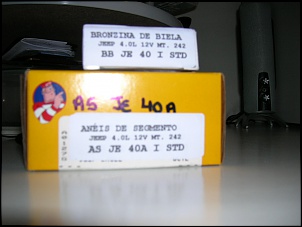 BRONZINA DE BIELA
JEEP 4.0L 12V MT. 242
BB JE 40 I STD
AS JE 40A
ANÉIS DE SEGMENTO
JEEP 4.0L 12V MT. 242
AS JE 40A I STD